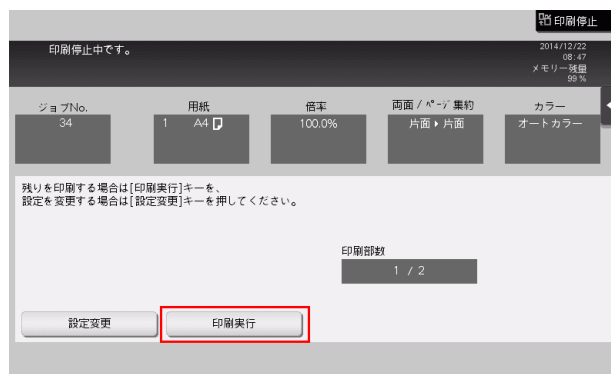 印刷停止
印刷停止中です。
2014/12/22
08:47
メモリー残量
99 %
ジョブNo.
用紙
倍率
両面 / ﾍﾟｰｼﾞ集約
カラー
34
1 A4
100.0%
片面 ▸ 片面
オートカラー
残りを印刷する場合は[印刷実行]キーを、
設定を変更する場合は[設定変更]キーを押してください。
印刷部数
1 / 2
設定変更
印刷実行